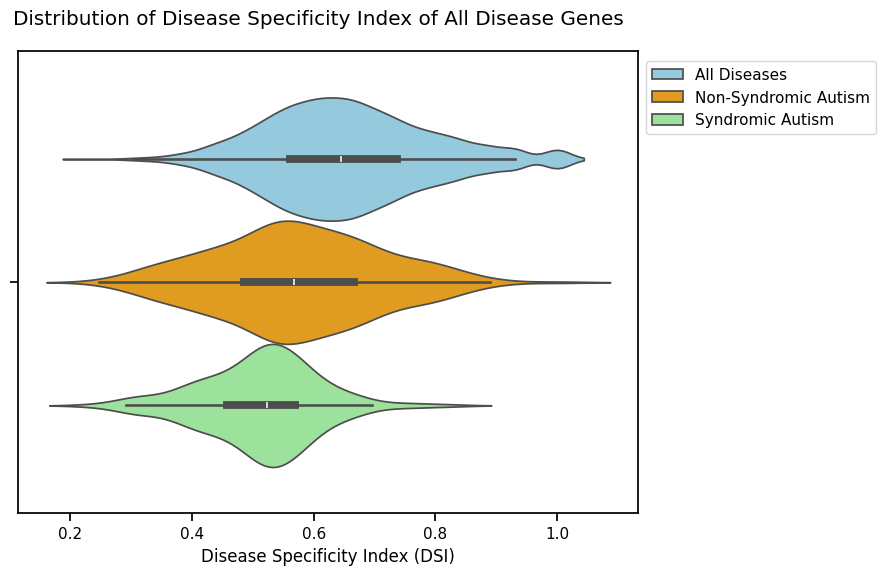 Distribution of Disease Specificity Index of All Disease Genes
All Diseases
Non-Syndromic Autism
Syndromic Autism
0.2 0.4 0.6 0.8 1.0
Disease Specificity Index (DSI)